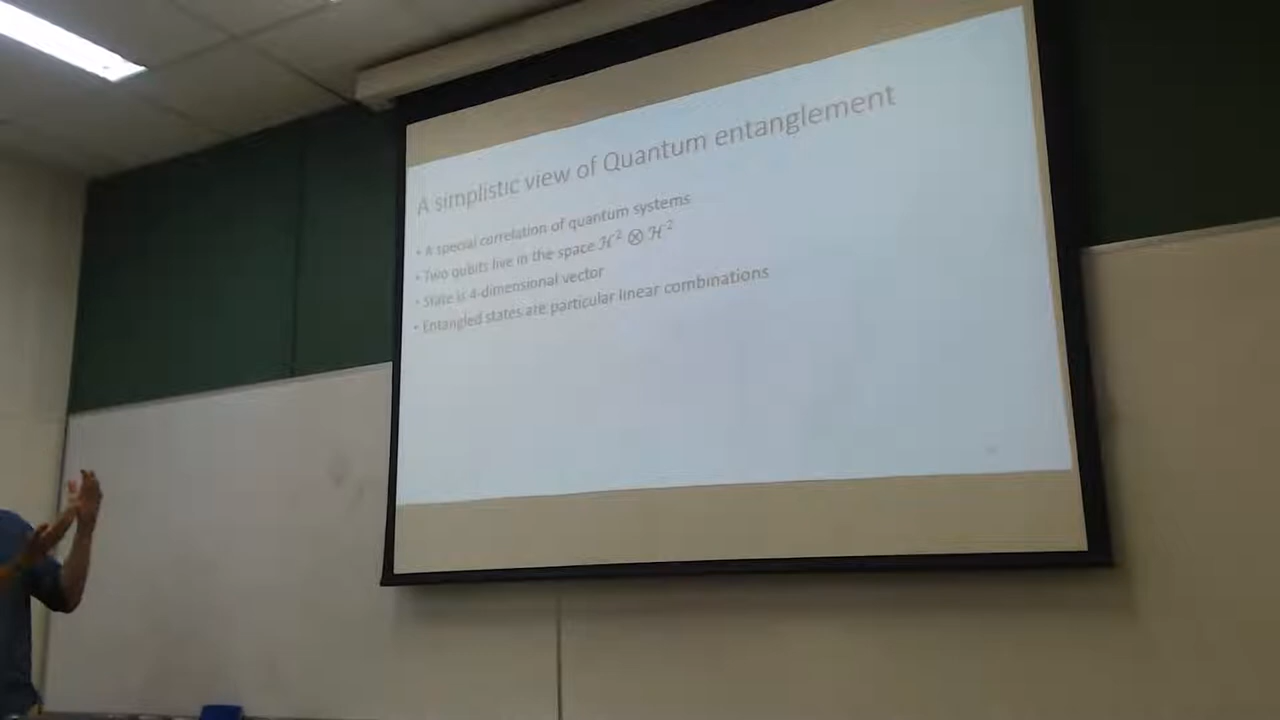 A simplistic view of Quantum entanglement
• A special correlation of quantum systems
• Two qubits live in the space ℋ² ⊗ ℋ²
• State is 4-dimensional vector
• Entangled states are particular linear combinations